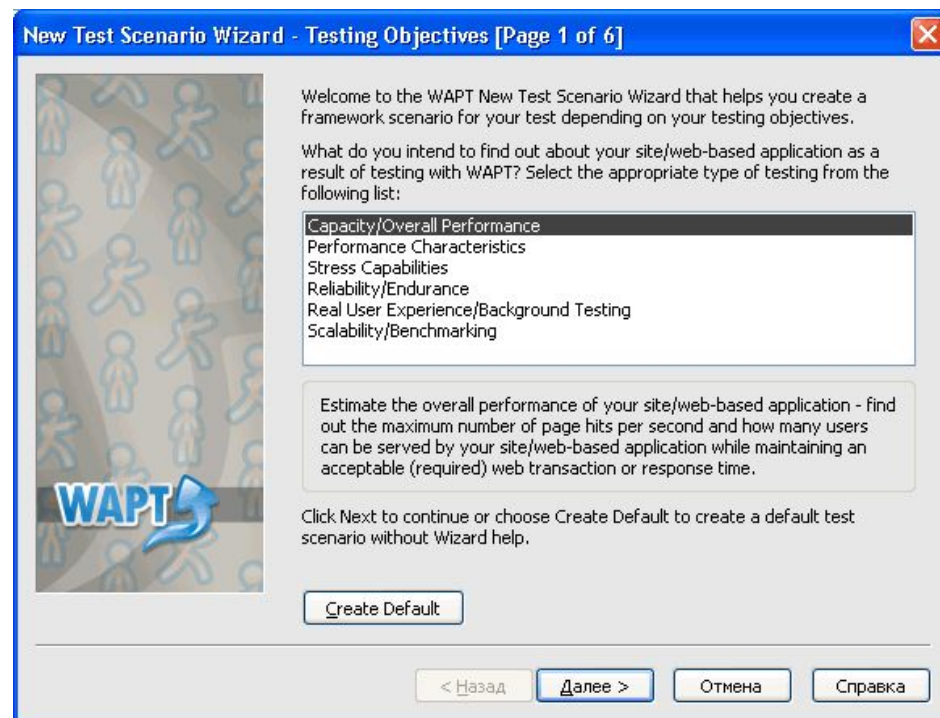 New Test Scenario Wizard - Testing Objectives [Page 1 of 6]
Welcome to the WAPT New Test Scenario Wizard that helps you create a
framework scenario for your test depending on your testing objectives.
What do you intend to find out about your site/web-based application as a
result of testing with WAPT? Select the appropriate type of testing from the
following list:
Capacity/Overall Performance
Performance Characteristics
Stress Capabilities
Reliability/Endurance
Real User Experience/Background Testing
Scalability/Benchmarking
Estimate the overall performance of your site/web-based application - find
out the maximum number of page hits per second and how many users
can be served by your site/web-based application while maintaining an
acceptable (required) web transaction or response time.
WAPT
Click Next to continue or choose Create Default to create a default test
scenario without Wizard help.
Create Default
< Назад
Далее >
Отмена
Справка